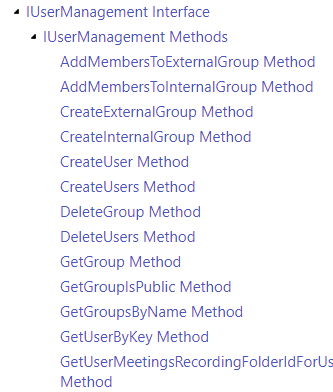 IUserManagement Interface
IUserManagement Methods
AddMembersToExternalGroup Method
AddMembersToInternalGroup Method
CreateExternalGroup Method
CreateInternalGroup Method
CreateUser Method
CreateUsers Method
DeleteGroup Method
DeleteUsers Method
GetGroup Method
GetGroupIsPublic Method
GetGroupsByName Method
GetUserByKey Method
GetUserMeetingsRecordingFolderIdForUs
Method